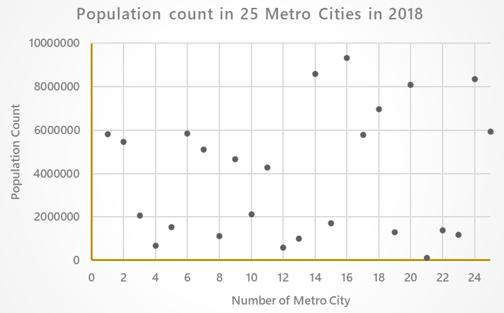 Population count in 25 Metro Cities in 2018
10000000
8000000
6000000
4000000
2000000
0
Population Count
0 2 4 6 8 10 12 14 16 18 20 22 24
Number of Metro City